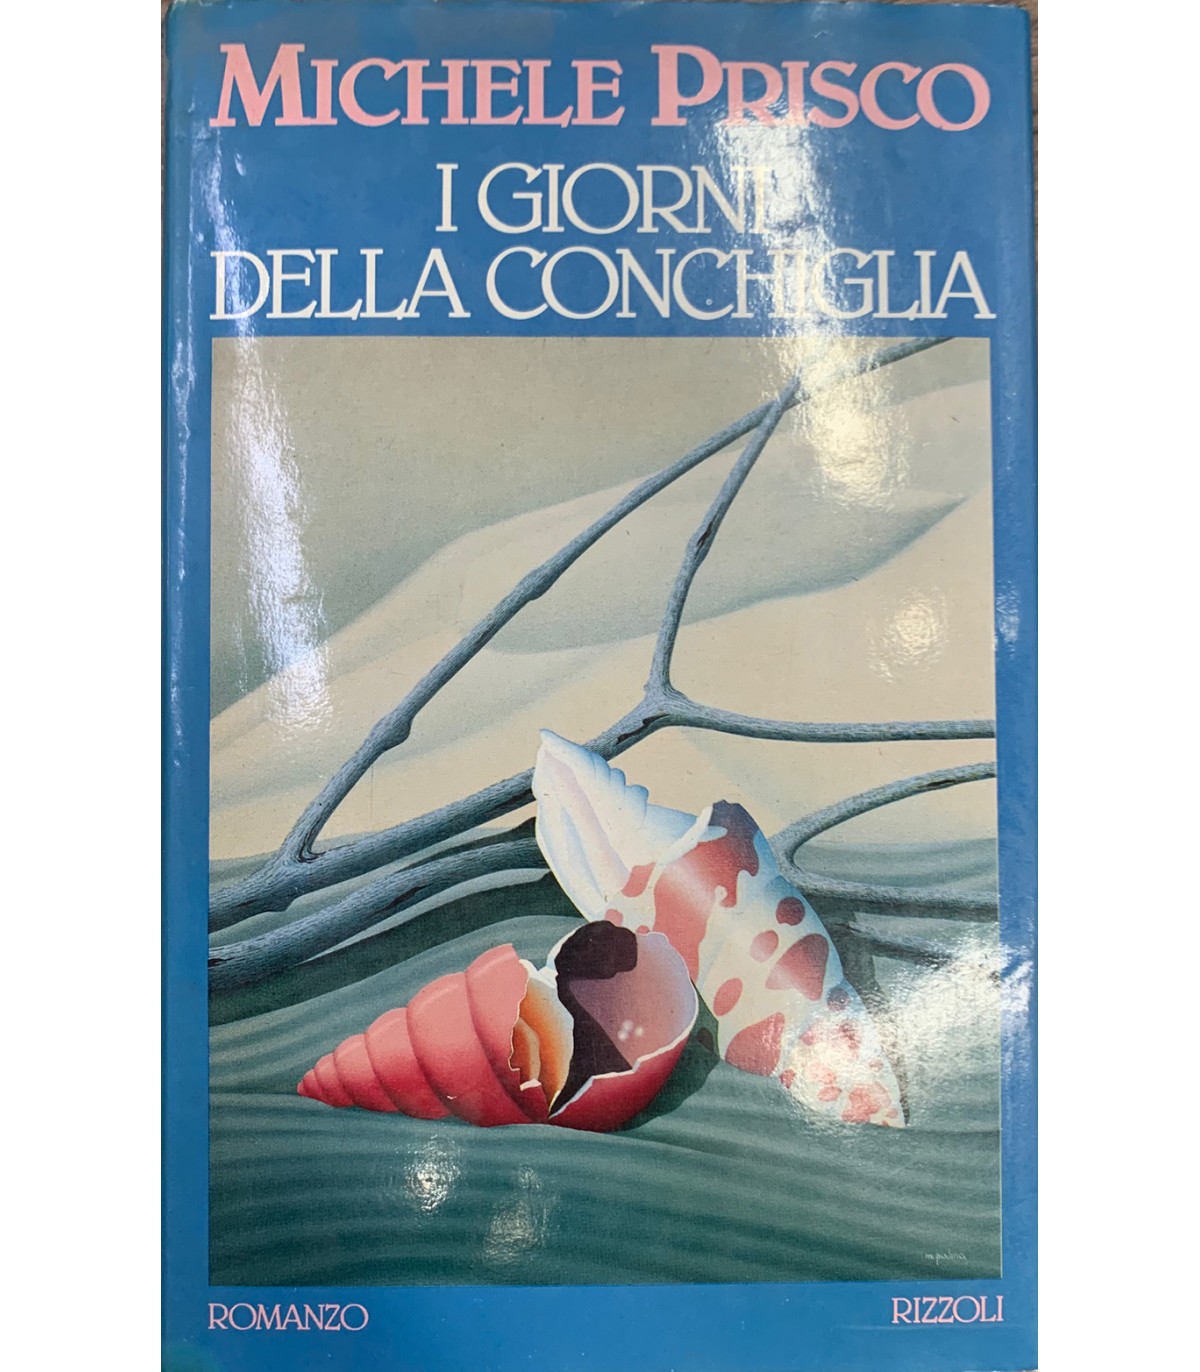 MICHELE PRISCO
I GIORNI
DELLA CONCHIGLIA
ROMANZO
RIZZOLI